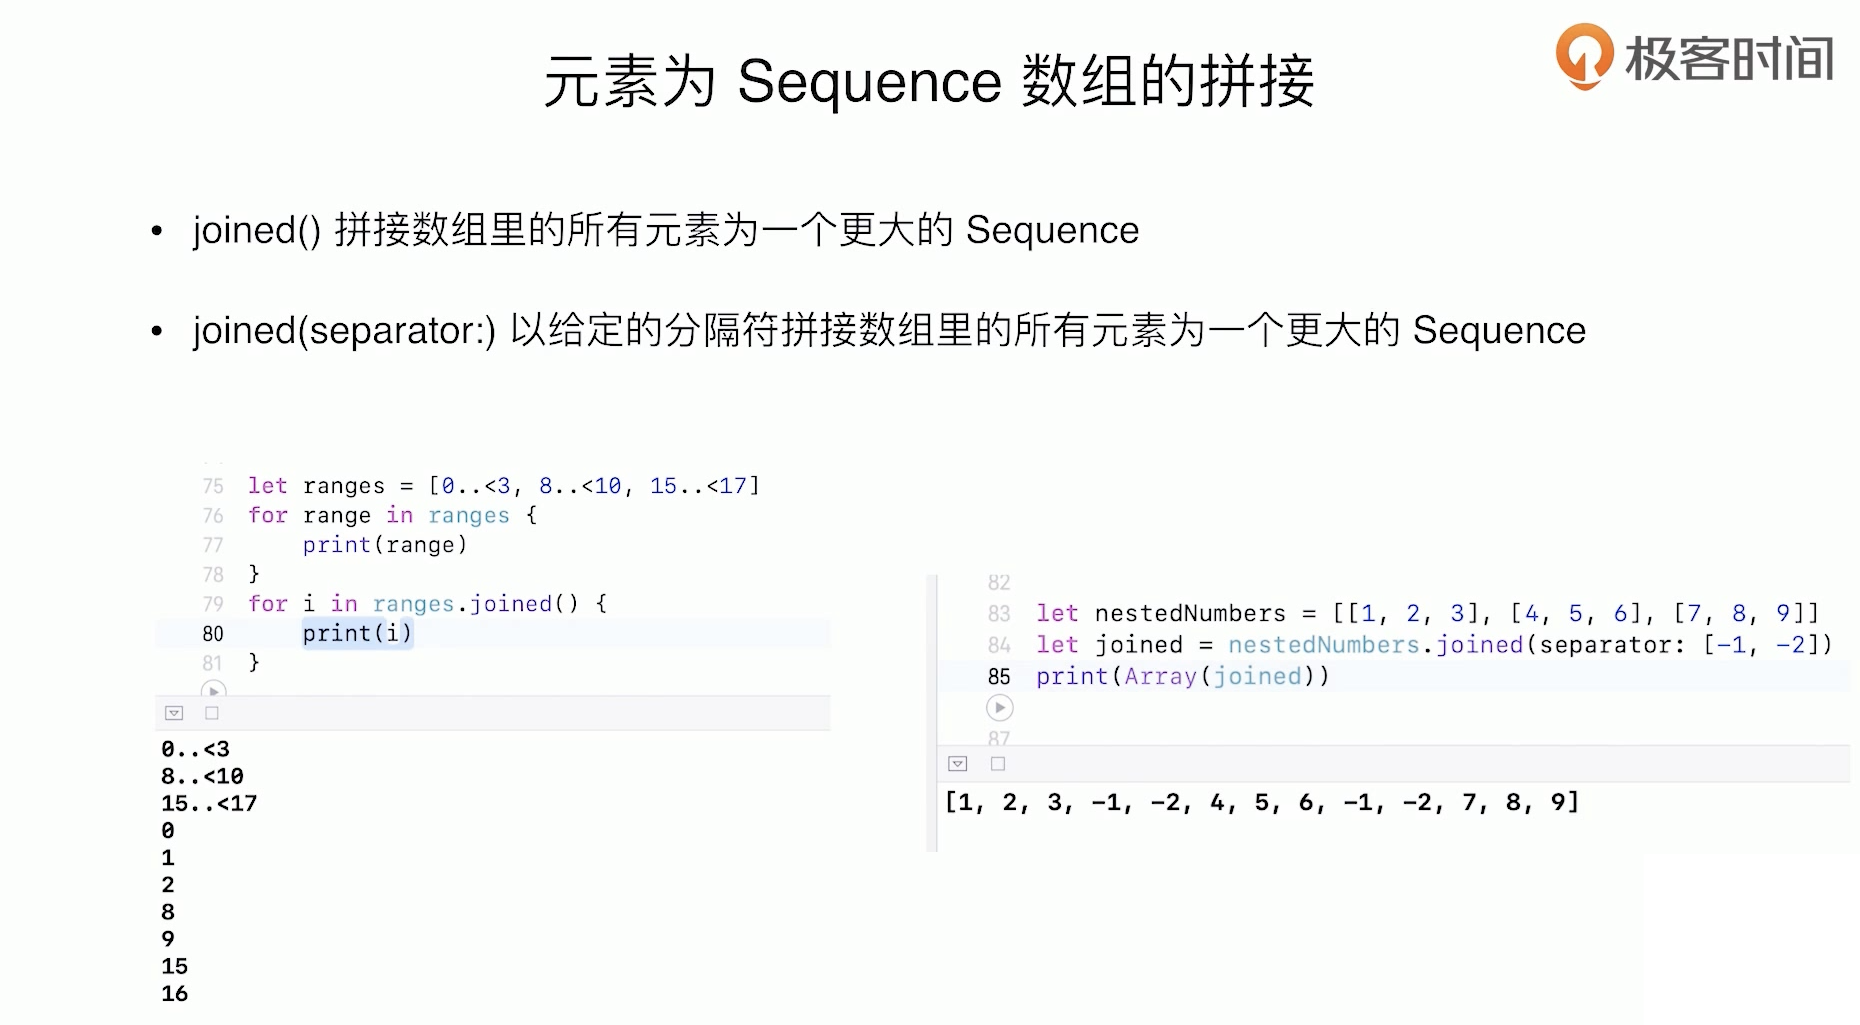 极客时间
元素为 Sequence 数组的拼接
• joined() 拼接数组里的所有元素为一个更大的 Sequence
• joined(separator:) 以给定的分隔符拼接数组里的所有元素为一个更大的 Sequence
75 let ranges = [0..<3, 8..<10, 15..<17]
76 for range in ranges {
77 print(range)
78 }
79 for i in ranges.joined() {
80 print(i)
81 }
0..<3
8..<10
15..<17
0
1
2
8
9
15
16
82
83 let nestedNumbers = [[1, 2, 3], [4, 5, 6], [7, 8, 9]]
84 let joined = nestedNumbers.joined(separator: [-1, -2])
85 print(Array(joined))
87
[1, 2, 3, -1, -2, 4, 5, 6, -1, -2, 7, 8, 9]